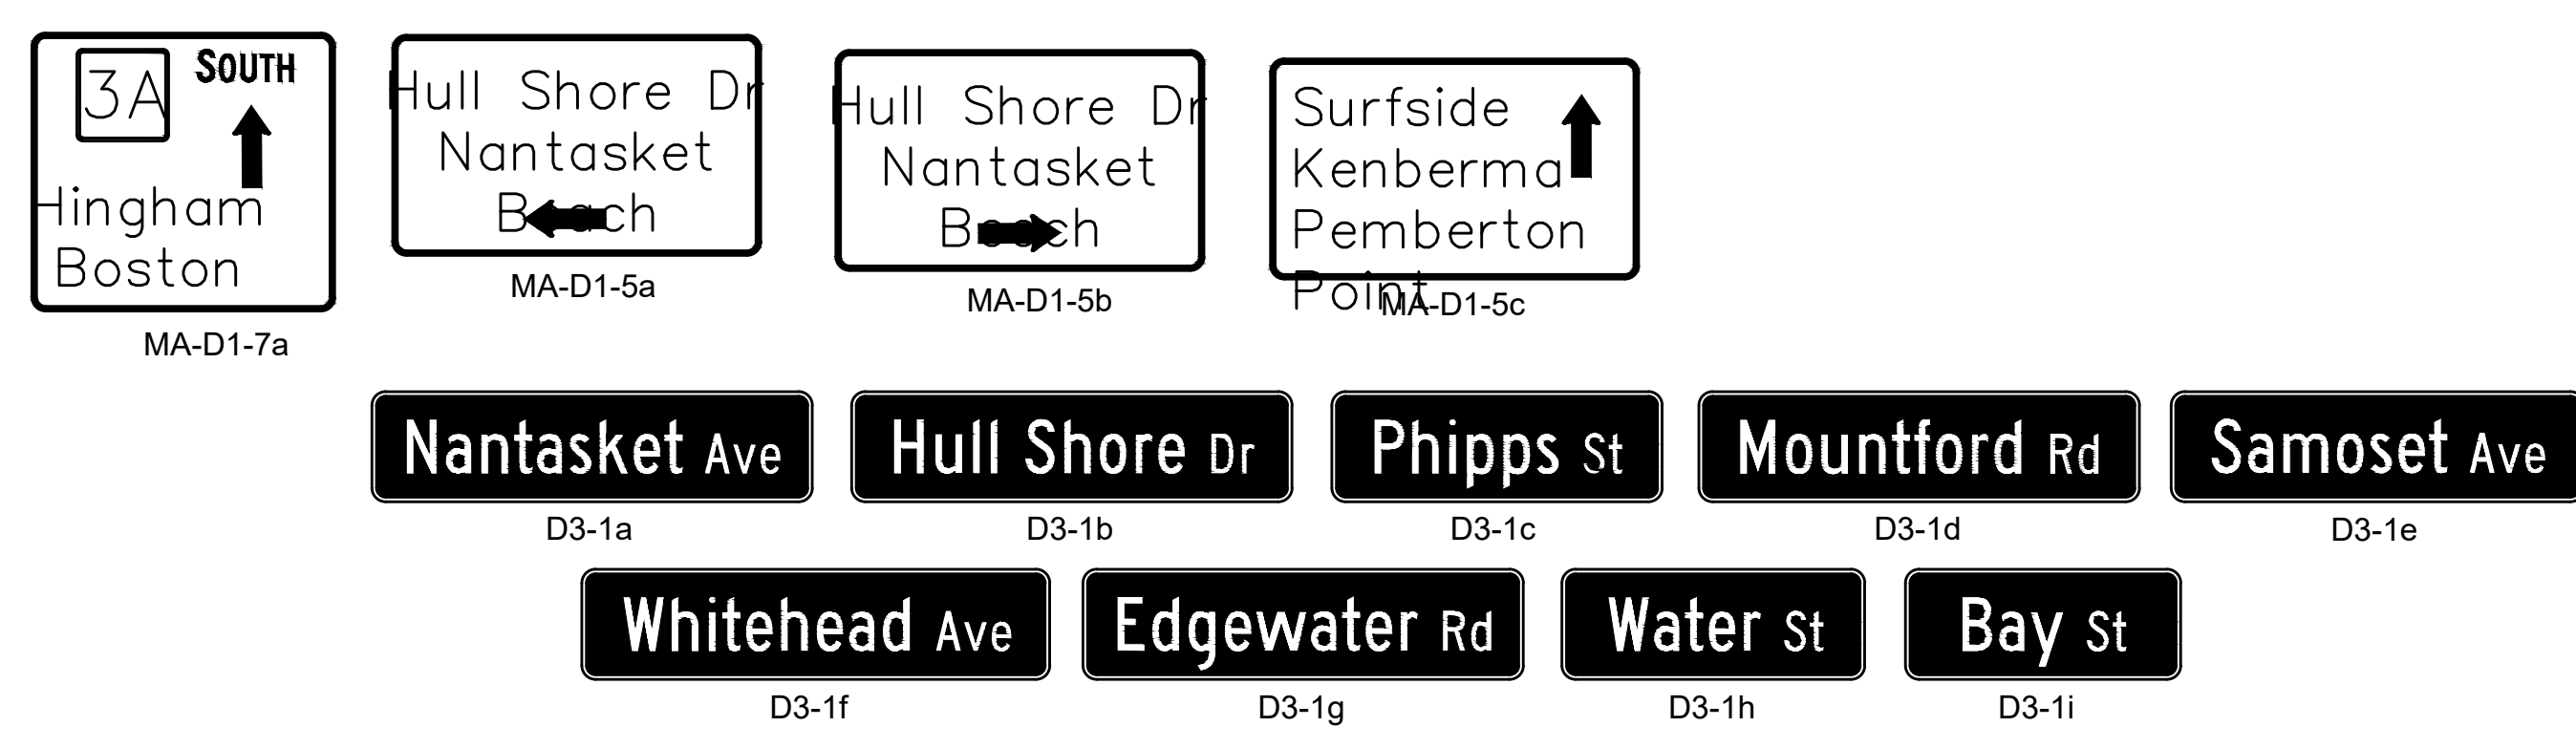 3A SOUTH
Hingham
Boston
MA-D1-7a
Hull Shore Dr
Nantasket
Beach
MA-D1-5a
Hull Shore Dr
Nantasket
Beach
MA-D1-5b
Surfside
Kenberma
Pemberton
Point
MA-D1-5c
Nantasket Ave
D3-1a
Hull Shore Dr
D3-1b
Phipps St
D3-1c
Mountford Rd
D3-1d
Samoset Ave
D3-1e
Whitehead Ave
D3-1f
Edgewater Rd
D3-1g
Water St
D3-1h
Bay St
D3-1i